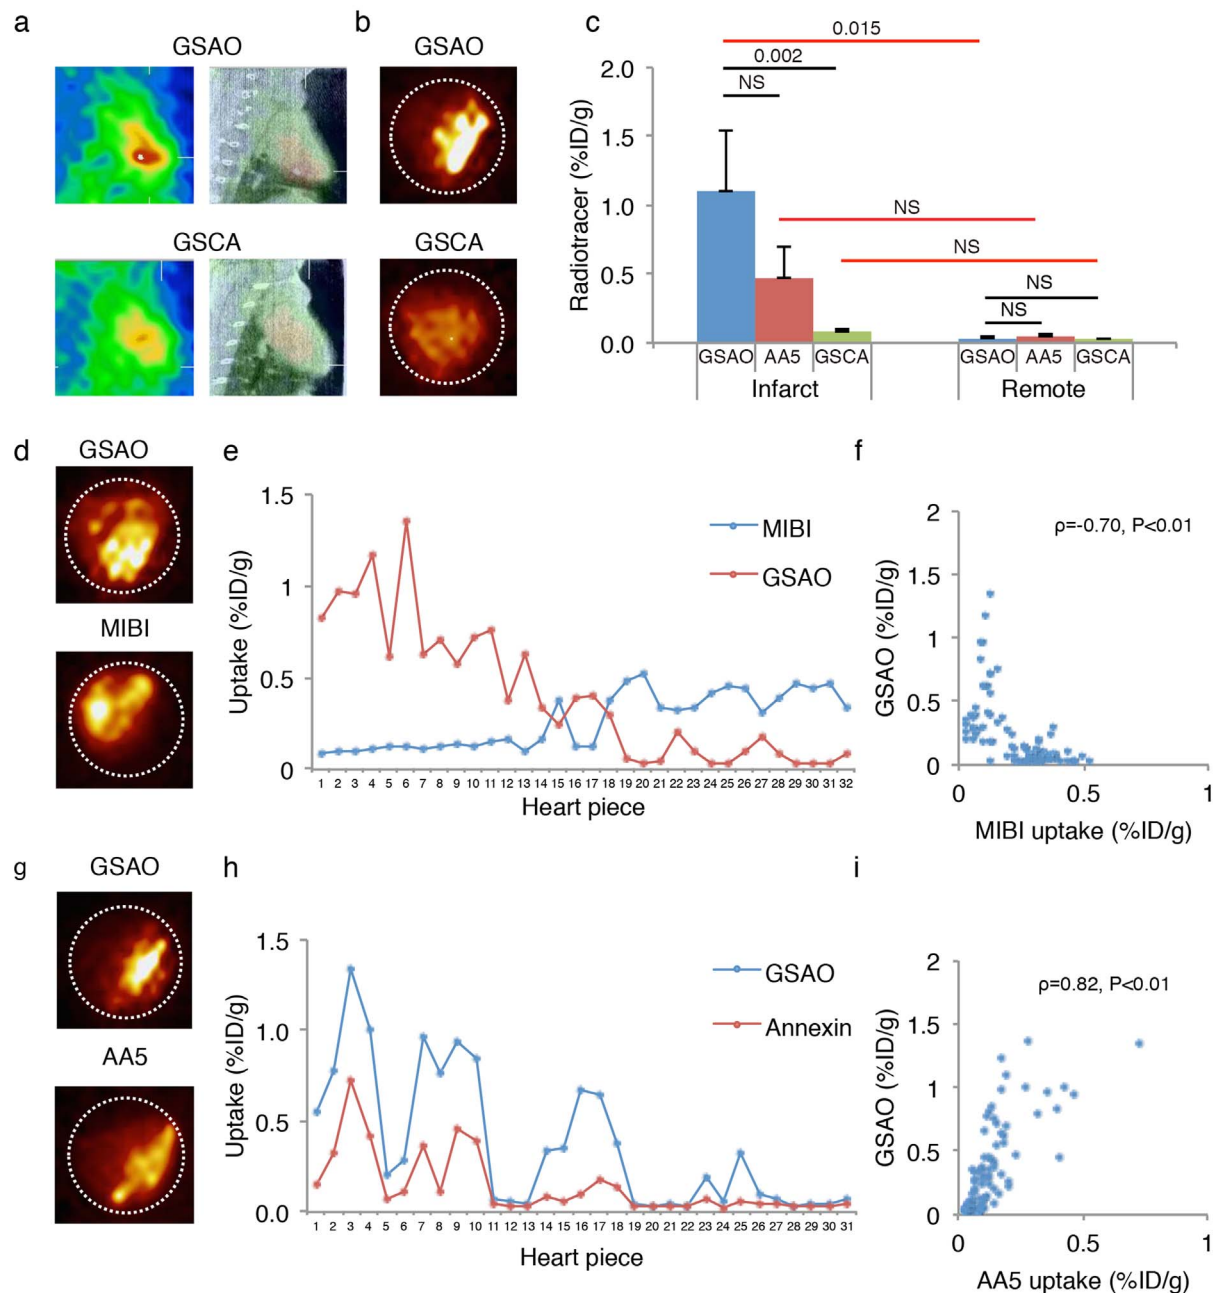 a
GSAO
GSCA
b
GSAO
GSCA
c
0.015
0.002
NS
NS
NS
NS
NS
Radiotracer (%ID/g)
2.0
1.5
1.0
0.5
0.0
GSAO AA5 GSCA GSAO AA5 GSCA
Infarct Remote
d
GSAO
MIBI
e
Uptake (%ID/g)
1.5
1
0.5
0
MIBI
GSAO
1 2 3 4 5 6 7 8 9 10 11 12 13 14 15 16 17 18 19 20 21 22 23 24 25 26 27 28 29 30 31 32
Heart piece
f
ρ=-0.70, P<0.01
GSAO (%ID/g)
2
1.5
1
0.5
0
0 0.5 1
MIBI uptake (%ID/g)
g
GSAO
AA5
h
Uptake (%ID/g)
1.5
1.0
0.5
0.0
GSAO
Annexin
1 2 3 4 5 6 7 8 9 10 11 12 13 14 15 16 17 18 19 20 21 22 23 24 25 26 27 28 29 30 31
Heart piece
i
ρ=0.82, P<0.01
GSAO (%ID/g)
2
1.5
1
0.5
0
0 0.5 1
AA5 uptake (%ID/g)